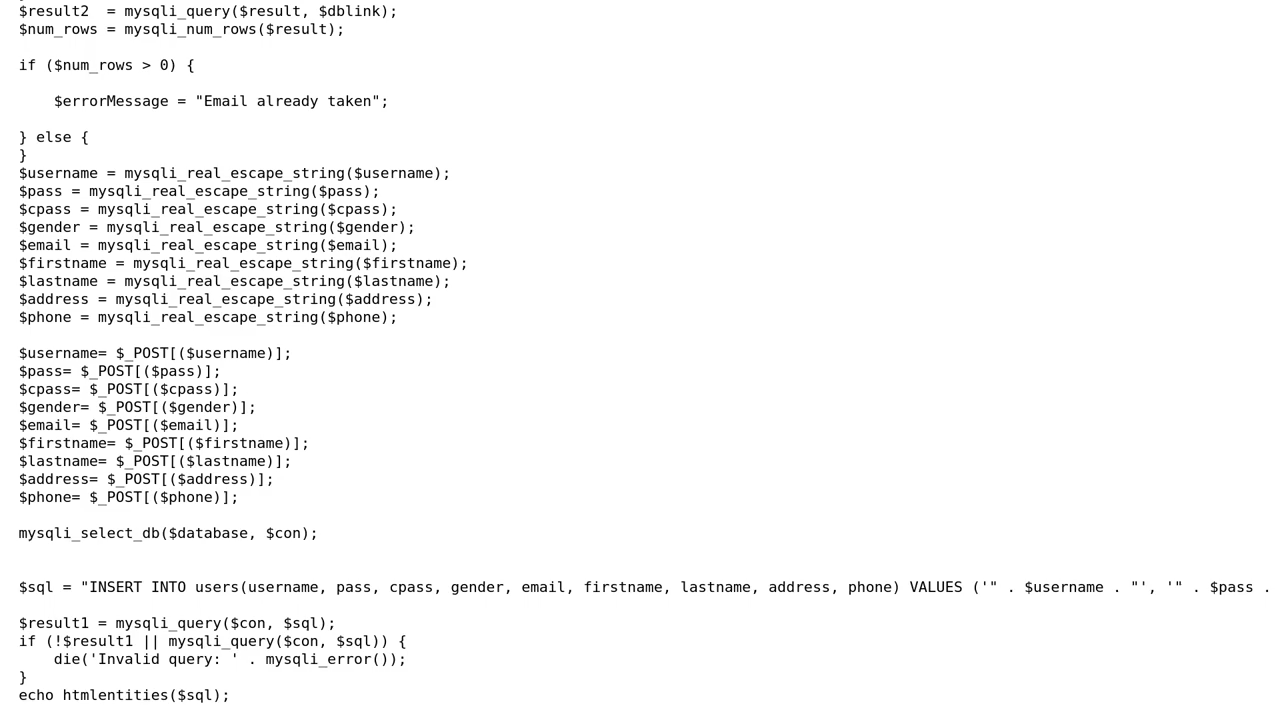 $result2  = mysqli_query($result, $dblink);
$num_rows = mysqli_num_rows($result);
if ($num_rows > 0) {
    $errorMessage = "Email already taken";
} else {
}
$username = mysqli_real_escape_string($username);
$pass = mysqli_real_escape_string($pass);
$cpass = mysqli_real_escape_string($cpass);
$gender = mysqli_real_escape_string($gender);
$email = mysqli_real_escape_string($email);
$firstname = mysqli_real_escape_string($firstname);
$lastname = mysqli_real_escape_string($lastname);
$address = mysqli_real_escape_string($address);
$phone = mysqli_real_escape_string($phone);
$username= $_POST[($username)];
$pass= $_POST[($pass)];
$cpass= $_POST[($cpass)];
$gender= $_POST[($gender)];
$email= $_POST[($email)];
$firstname= $_POST[($firstname)];
$lastname= $_POST[($lastname)];
$address= $_POST[($address)];
$phone= $_POST[($phone)];
mysqli_select_db($database, $con);
$sql = "INSERT INTO users(username, pass, cpass, gender, email, firstname, lastname, address, phone) VALUES ('" . $username . "', '" . $pass .
$result1 = mysqli_query($con, $sql);
if (!$result1 || mysqli_query($con, $sql)) {
    die('Invalid query: ' . mysqli_error());
}
echo htmlentities($sql);